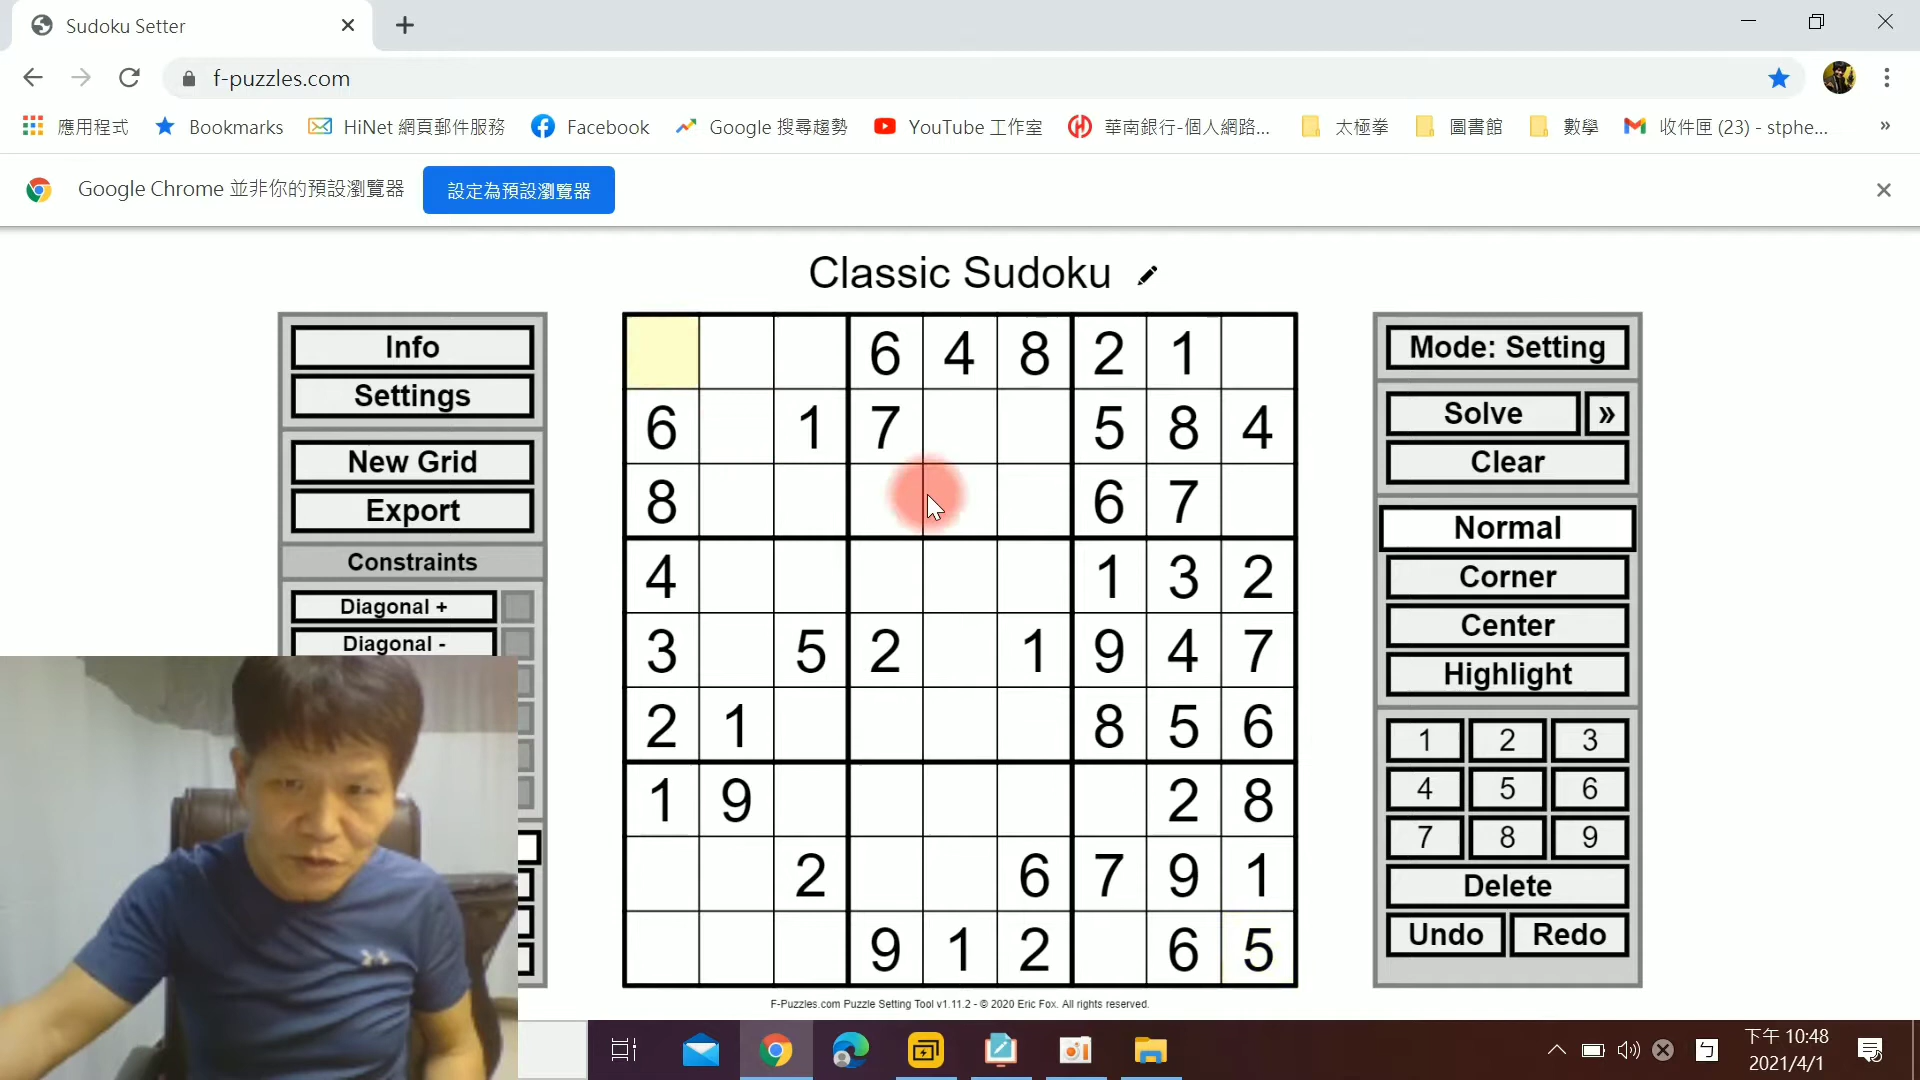 Sudoku Setter
f-puzzles.com
應用程式 Bookmarks HiNet 網頁郵件服務 Facebook Google 搜尋趨勢 YouTube 工作室 華南銀行-個人網路... 太極拳 圖書館 數學 收件匣 (23) - stphe... »
Google Chrome 並非你的預設瀏覽器 設定為預設瀏覽器
Classic Sudoku
Info
Settings
New Grid
Export
Constraints
Diagonal +
Diagonal -
6 4 8 2 1
6 1 7 5 8 4
8 6 7
4 1 3 2
3 5 2 1 9 4 7
2 1 8 5 6
1 9 2 8
2 6 7 9 1
9 1 2 6 5
F-Puzzles.com Puzzle Setting Tool v1.11.2 - © 2020 Eric Fox. All rights reserved.
Mode: Setting
Solve »
Clear
Normal
Corner
Center
Highlight
1 2 3
4 5 6
7 8 9
Delete
Undo Redo
ㄅ
下午 10:48
2021/4/1